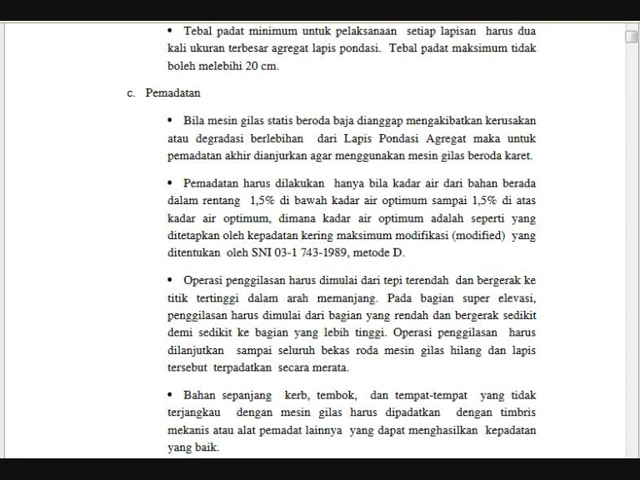 • Tebal padat minimum untuk pelaksanaan setiap lapisan harus dua
kali ukuran terbesar agregat lapis pondasi. Tebal padat maksimum tidak
boleh melebihi 20 cm.
c. Pemadatan
• Bila mesin gilas statis beroda baja dianggap mengakibatkan kerusakan
atau degradasi berlebihan dari Lapis Pondasi Agregat maka untuk
pemadatan akhir dianjurkan agar menggunakan mesin gilas beroda karet.
• Pemadatan harus dilakukan hanya bila kadar air dari bahan berada
dalam rentang 1,5% di bawah kadar air optimum sampai 1,5% di atas
kadar air optimum, dimana kadar air optimum adalah seperti yang
ditetapkan oleh kepadatan kering maksimum modifikasi (modified) yang
ditentukan oleh SNI 03-1 743-1989, metode D.
• Operasi penggilasan harus dimulai dari tepi terendah dan bergerak ke
titik tertinggi dalam arah memanjang. Pada bagian super elevasi,
penggilasan harus dimulai dari bagian yang rendah dan bergerak sedikit
demi sedikit ke bagian yang lebih tinggi. Operasi penggilasan harus
dilanjutkan sampai seluruh bekas roda mesin gilas hilang dan lapis
tersebut terpadatkan secara merata.
• Bahan sepanjang kerb, tembok, dan tempat-tempat yang tidak
terjangkau dengan mesin gilas harus dipadatkan dengan timbris
mekanis atau alat pemadat lainnya yang dapat menghasilkan kepadatan
yang baik.